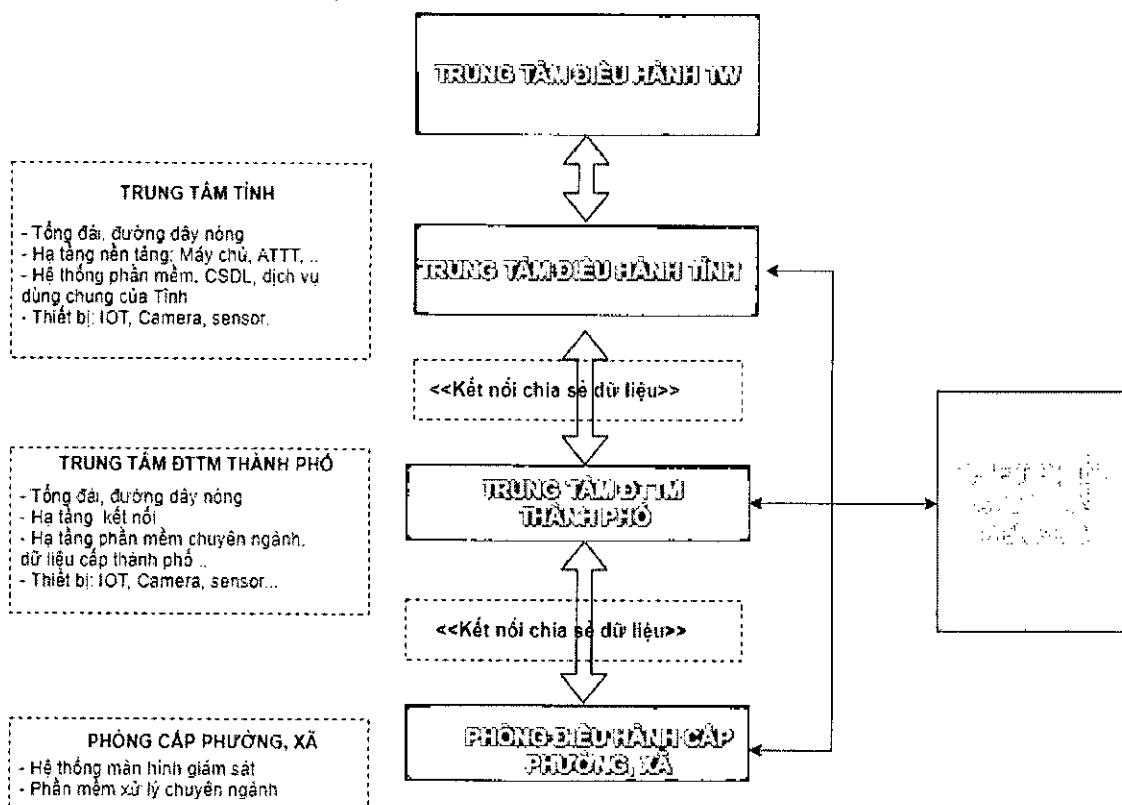 TRUNG TÂM ĐIỀU HÀNH TW
TRUNG TÂM TỈNH
- Tổng đài, đường dây nóng
- Hạ tầng nền tảng: Máy chủ, ATTT, ..
- Hệ thống phần mềm, CSDL, dịch vụ
dùng chung của Tỉnh
- Thiết bị: IOT, Camera, sensor.
TRUNG TÂM ĐIỀU HÀNH TỈNH
<<Kết nối chia sẻ dữ liệu>>
TRUNG TÂM ĐTTM THÀNH PHỐ
- Tổng đài, đường dây nóng
- Hạ tầng kết nối
- Hạ tầng phần mềm chuyên ngành,
dữ liệu cấp thành phố ..
- Thiết bị: IOT, Camera, sensor...
TRUNG TÂM ĐTTM
THÀNH PHỐ
<<Kết nối chia sẻ dữ liệu>>
PHÒNG CẤP PHƯỜNG, XÃ
- Hệ thống màn hình giám sát
- Phần mềm xử lý chuyên ngành
PHÒNG ĐIỀU HÀNH CẤP
PHƯỜNG, XÃ